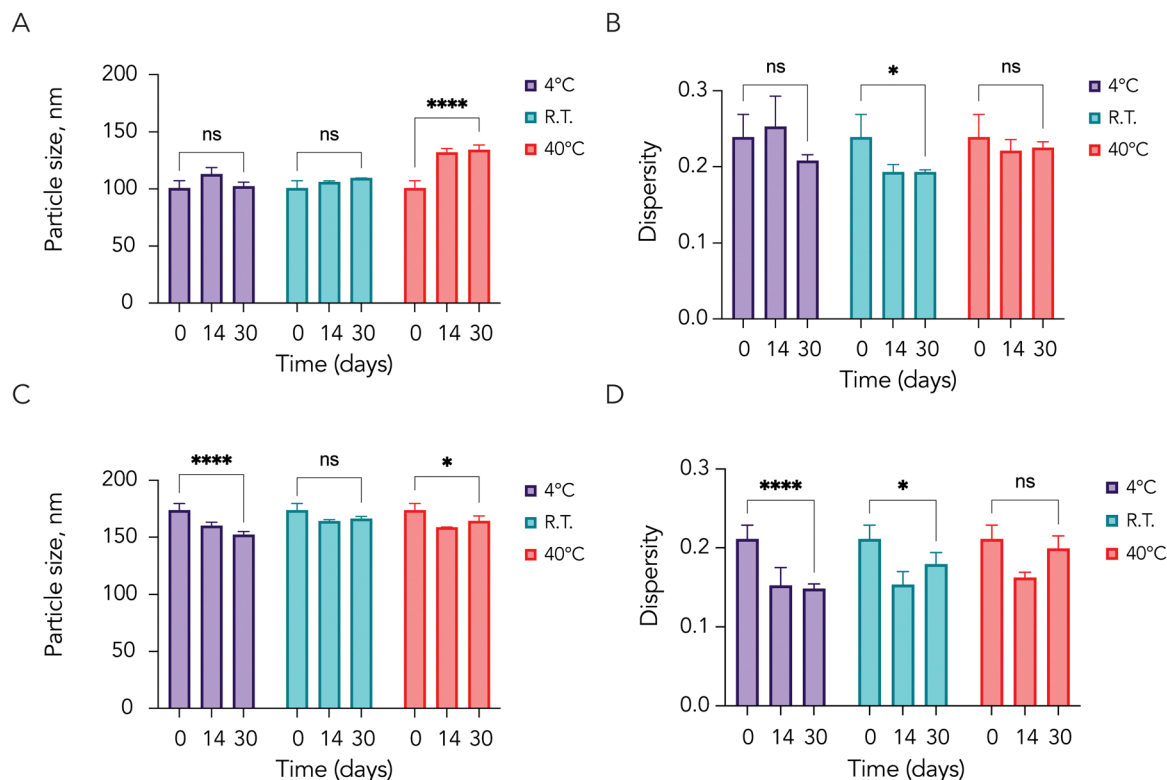 A
Particle size, nm
200
150
100
50
0
ns
ns
****
0 14 30 0 14 30 0 14 30
Time (days)
4°C
R.T.
40°C
B
Dispersity
0.3
0.2
0.1
0.0
ns
*
ns
0 14 30 0 14 30 0 14 30
Time (days)
4°C
R.T.
40°C
C
Particle size, nm
200
150
100
50
0
****
ns
*
0 14 30 0 14 30 0 14 30
Time (days)
4°C
R.T.
40°C
D
Dispersity
0.3
0.2
0.1
0.0
****
*
ns
0 14 30 0 14 30 0 14 30
Time (days)
4°C
R.T.
40°C